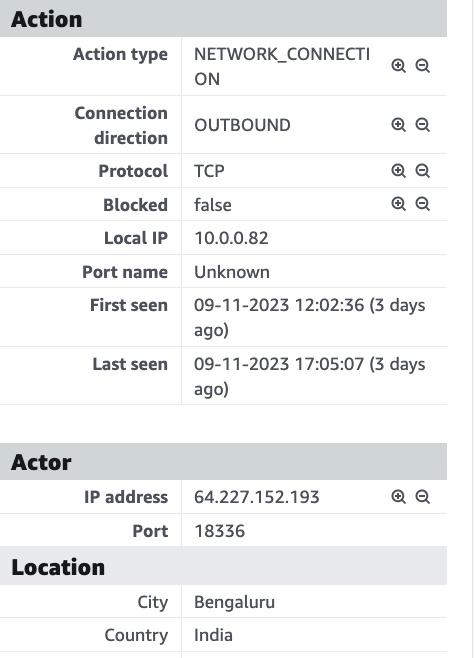 Action
Action type NETWORK_CONNECTI
ON
Connection
direction OUTBOUND
Protocol TCP
Blocked false
Local IP 10.0.0.82
Port name Unknown
First seen 09-11-2023 12:02:36 (3 days
ago)
Last seen 09-11-2023 17:05:07 (3 days
ago)
Actor
IP address 64.227.152.193
Port 18336
Location
City Bengaluru
Country India